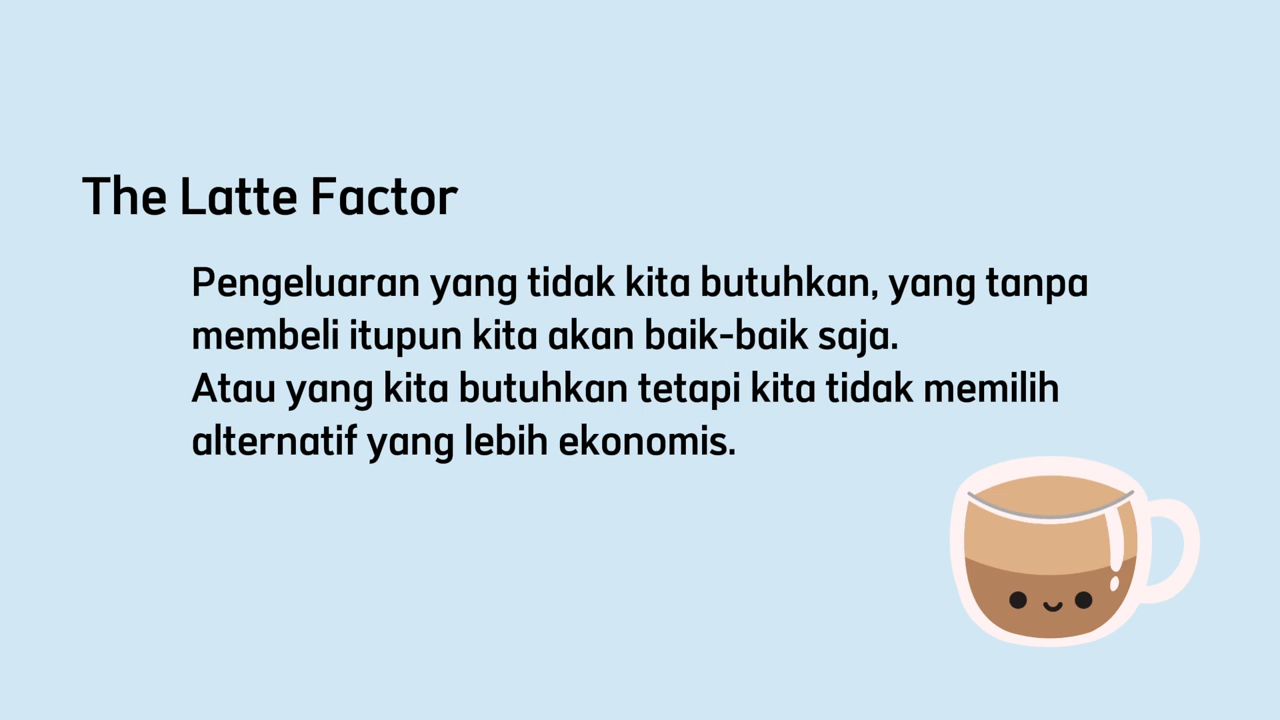 The Latte Factor
Pengeluaran yang tidak kita butuhkan, yang tanpa
membeli itupun kita akan baik-baik saja.
Atau yang kita butuhkan tetapi kita tidak memilih
alternatif yang lebih ekonomis.